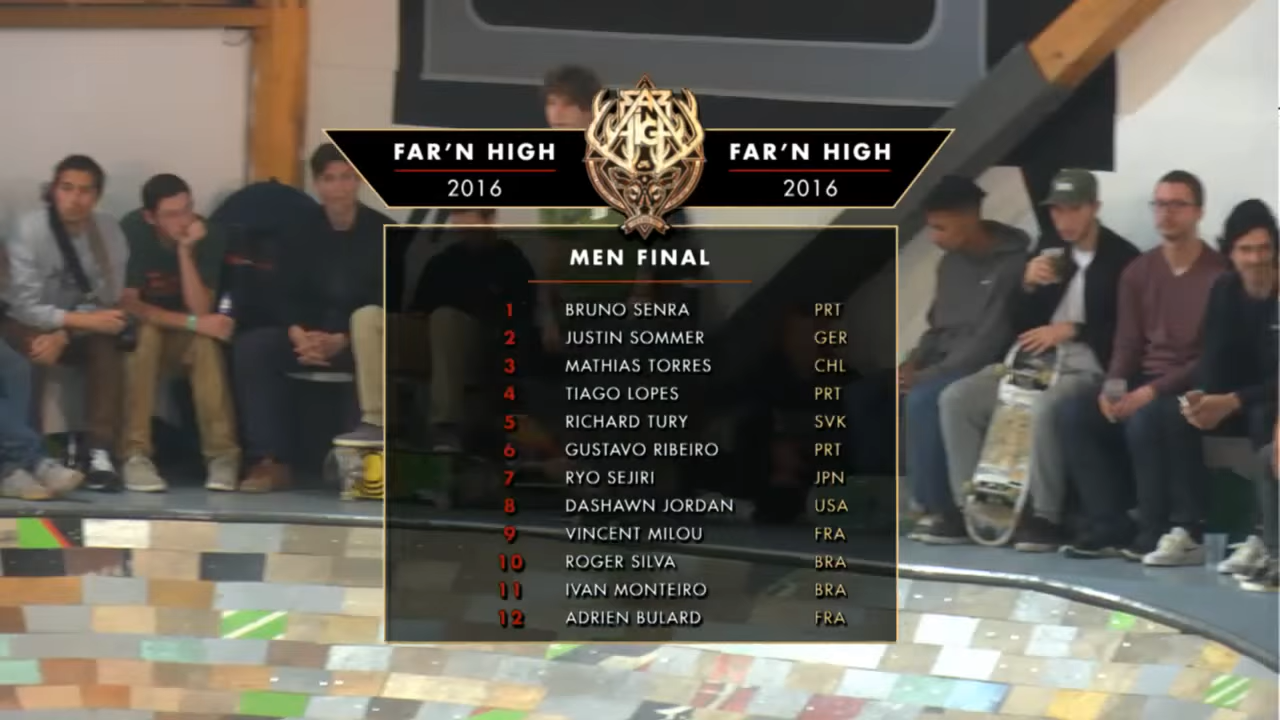 FAR'N HIGH
2016
FAR
HIGH
FAR'N HIGH
2016
MEN FINAL
1 BRUNO SENRA PRT
2 JUSTIN SOMMER GER
3 MATHIAS TORRES CHL
4 TIAGO LOPES PRT
5 RICHARD TURY SVK
6 GUSTAVO RIBEIRO PRT
7 RYO SEJIRI JPN
8 DASHAWN JORDAN USA
9 VINCENT MILOU FRA
10 ROGER SILVA BRA
11 IVAN MONTEIRO BRA
12 ADRIEN BULARD FRA